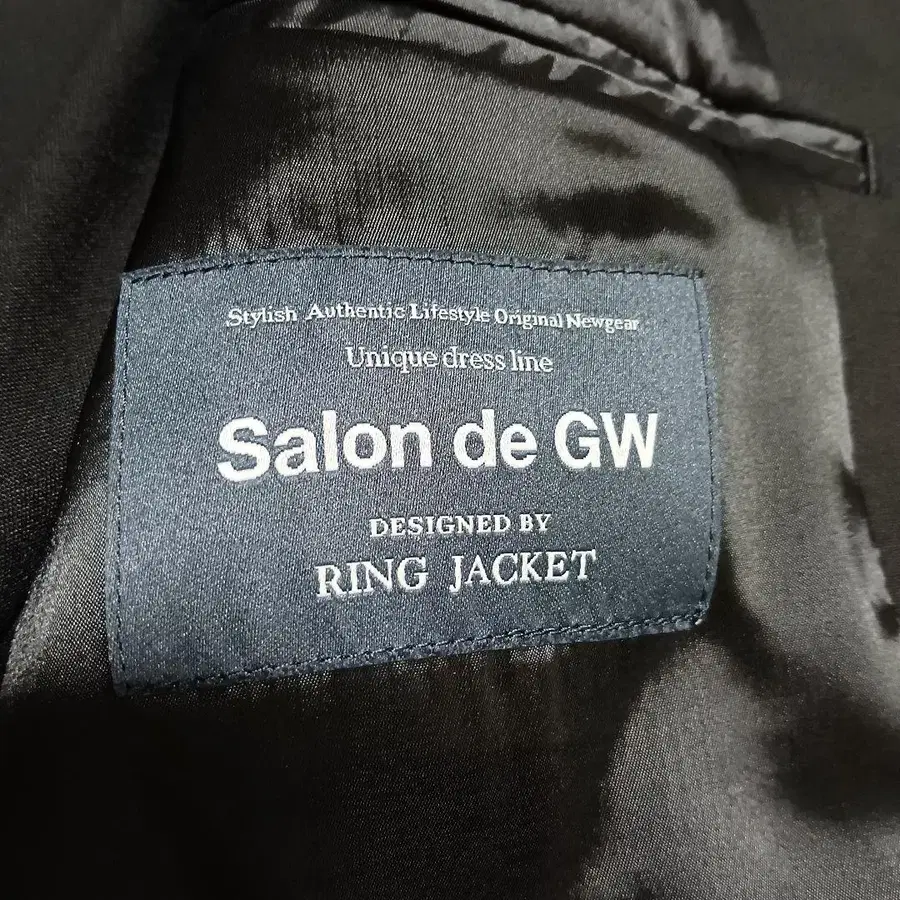 Stylish Authentic Lifestyle Original Newgear
Unique dress line
Salon de GW
DESIGNED BY
RING JACKET